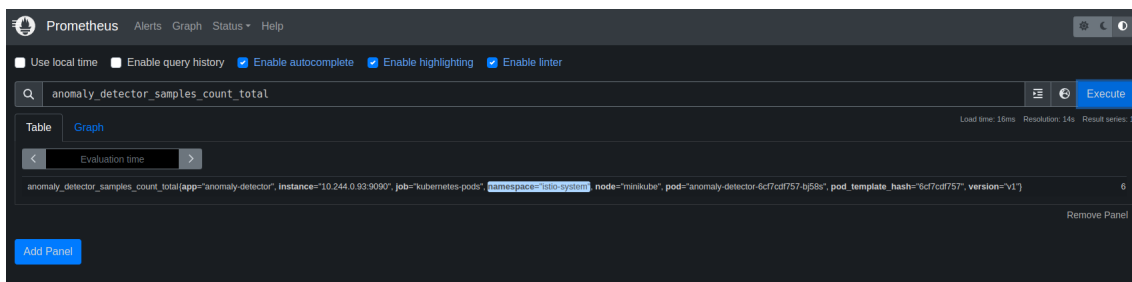 Prometheus Alerts Graph Status Help
Use local time Enable query history Enable autocomplete Enable highlighting Enable linter
anomaly_detector_samples_count_total Execute
Load time: 16ms Resolution: 14s Result series: 1
Table Graph
Evaluation time
anomaly_detector_samples_count_total{app="anomaly-detector", instance="10.244.0.93:9090", job="kubernetes-pods", namespace="istio-system", node="minikube", pod="anomaly-detector-6cf7cdf757-bj58s", pod_template_hash="6cf7cdf757", version="v1"} 6
Remove Panel
Add Panel